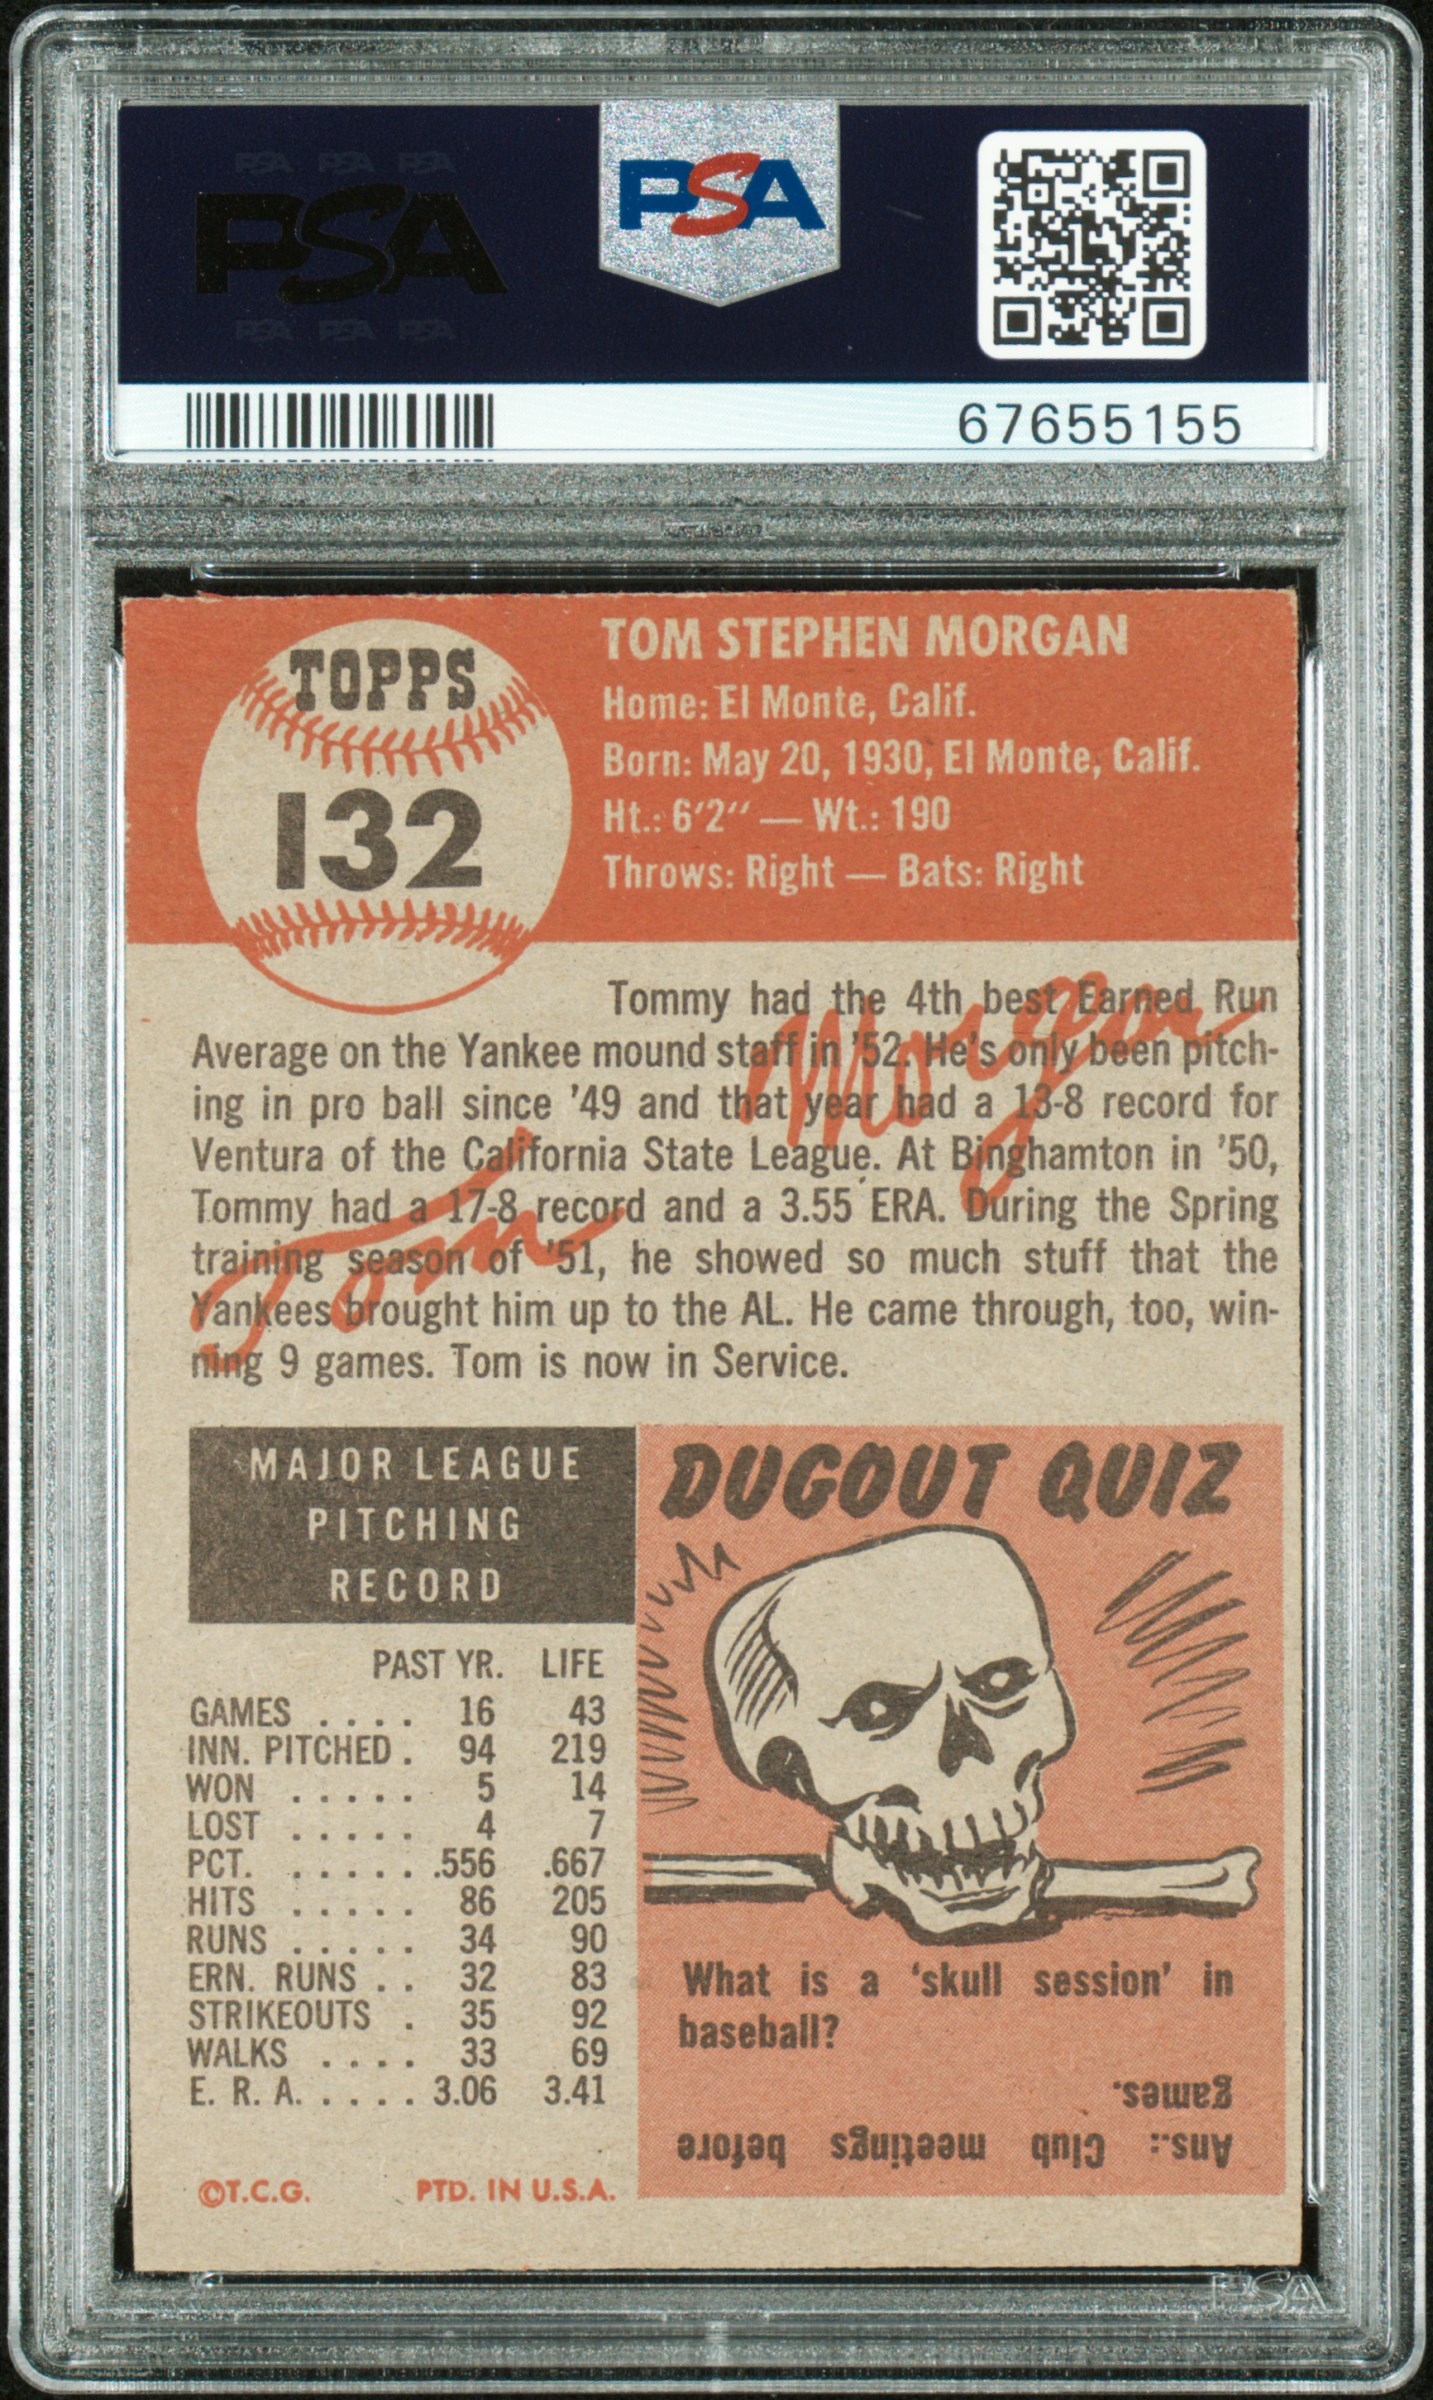 PSA PSA PSA
PSA
PSA PSA PSA
PSA
67655155
TOPPS
132
TOM STEPHEN MORGAN
Home: El Monte, Calif.
Born: May 20, 1930, El Monte, Calif.
Ht.: 6'2" — Wt.: 190
Throws: Right — Bats: Right
Tommy had the 4th best Earned Run
Average on the Yankee mound staff in '52. He's only been pitch-
ing in pro ball since '49 and that year had a 13-8 record for
Ventura of the California State League. At Binghamton in '50,
Tommy had a 17-8 record and a 3.55 ERA. During the Spring
training season of '51, he showed so much stuff that the
Yankees brought him up to the AL. He came through, too, win-
ning 9 games. Tom is now in Service.
Tom Morgan
MAJOR LEAGUE
PITCHING
RECORD
PAST YR. LIFE
GAMES .... 16 43
INN. PITCHED . 94 219
WON ..... 5 14
LOST ..... 4 7
PCT. ...... .556 .667
HITS ..... 86 205
RUNS ..... 34 90
ERN. RUNS .. 32 83
STRIKEOUTS . 35 92
WALKS .... 33 69
E. R. A. .... 3.06 3.41
©T.C.G. PTD. IN U.S.A.
DUGOUT QUIZ
What is a 'skull session' in
baseball?
Ans.: Club meetings before
games.
PSA